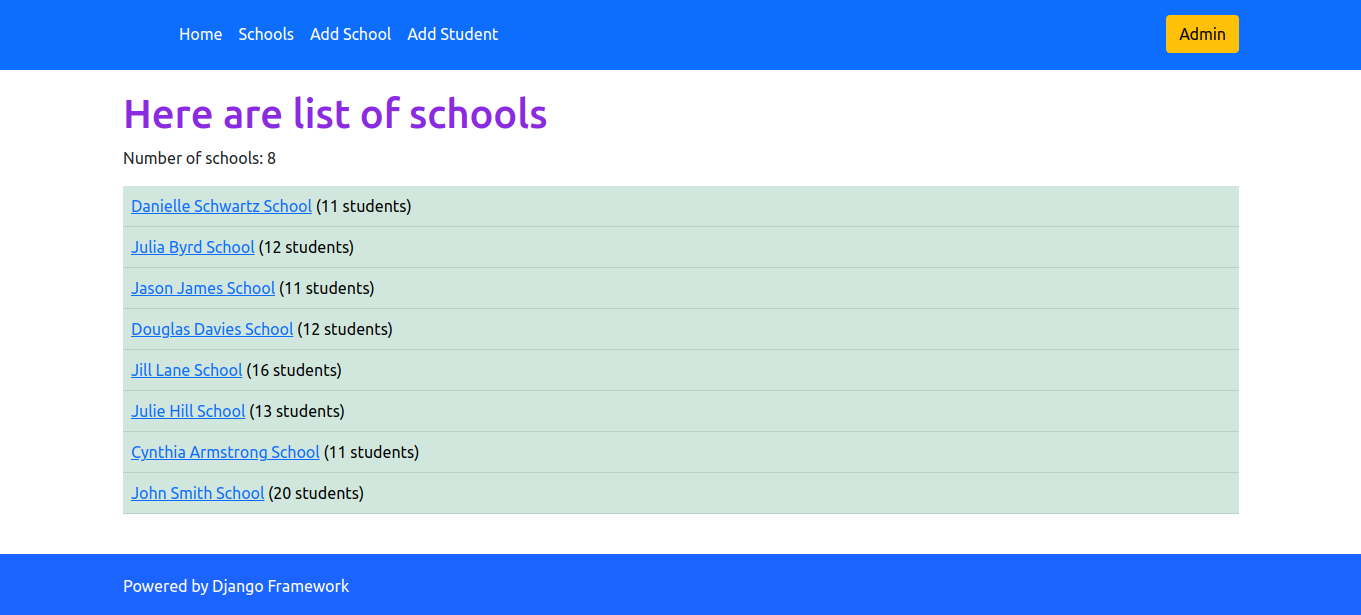 Home Schools Add School Add Student Admin
Here are list of schools
Number of schools: 8
Danielle Schwartz School (11 students)
Julia Byrd School (12 students)
Jason James School (11 students)
Douglas Davies School (12 students)
Jill Lane School (16 students)
Julie Hill School (13 students)
Cynthia Armstrong School (11 students)
John Smith School (20 students)
Powered by Django Framework